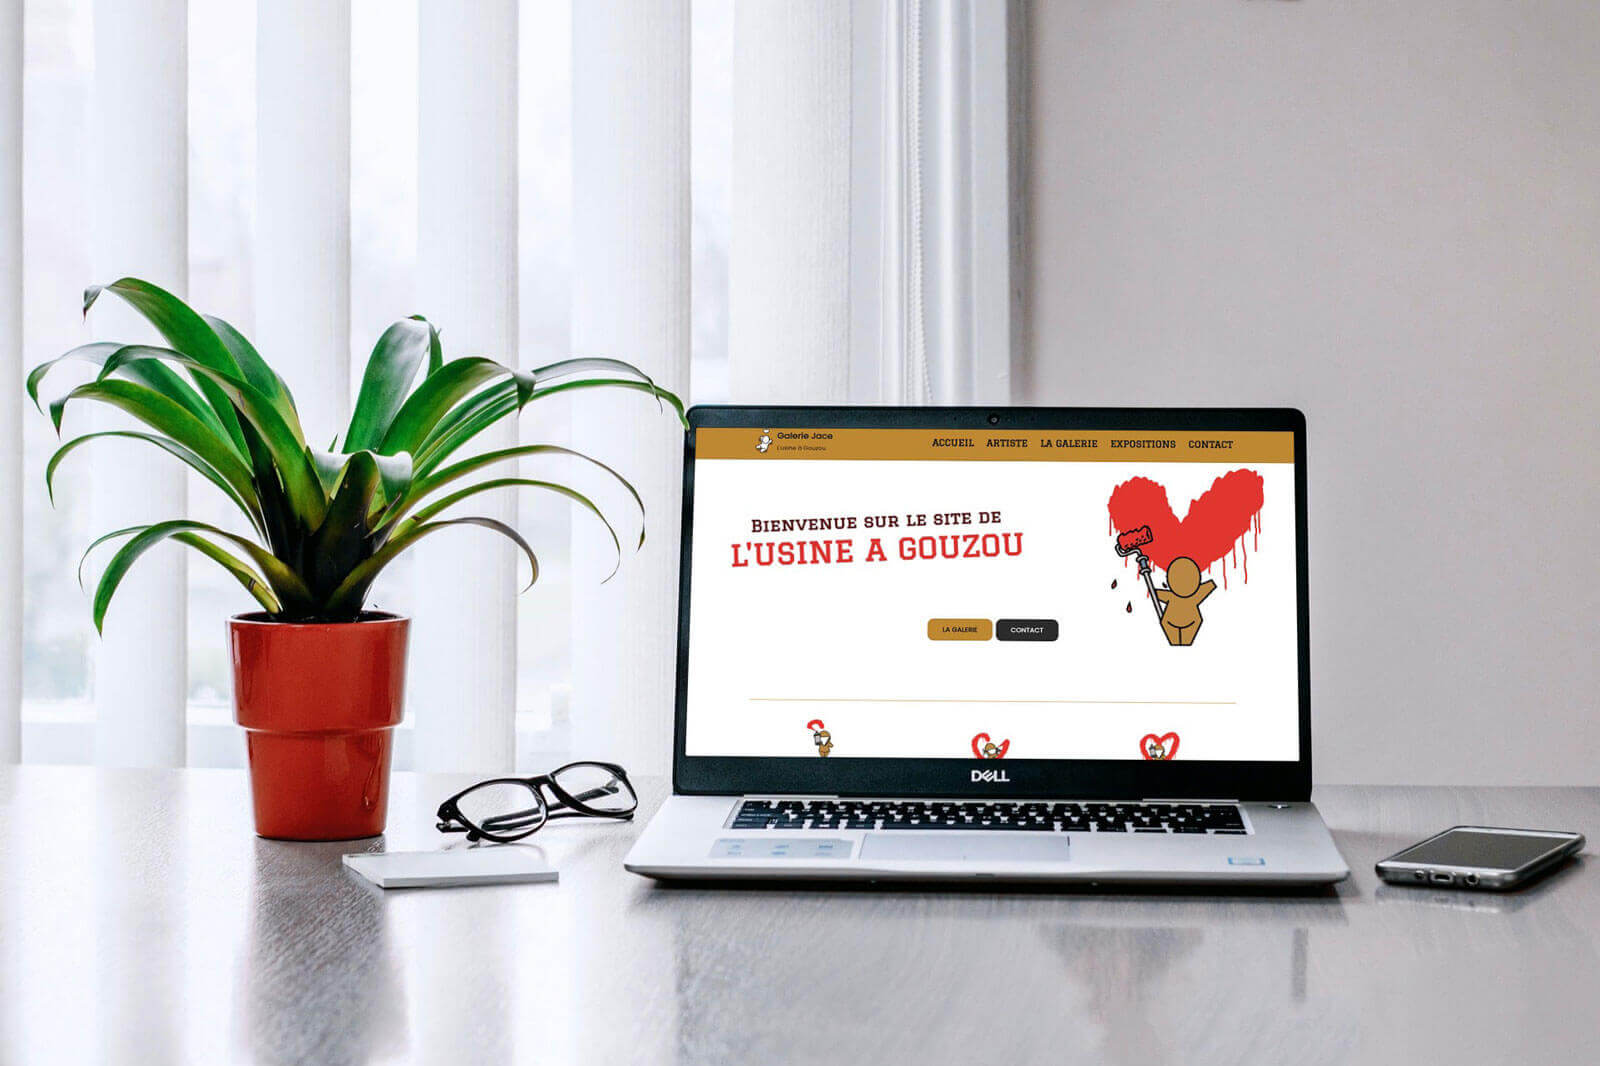 Galerie Jace
L'usine à Gouzou
ACCUEIL ARTISTE LA GALERIE EXPOSITIONS CONTACT
BIENVENUE SUR LE SITE DE
L'USINE A GOUZOU
LA GALERIE CONTACT
DELL